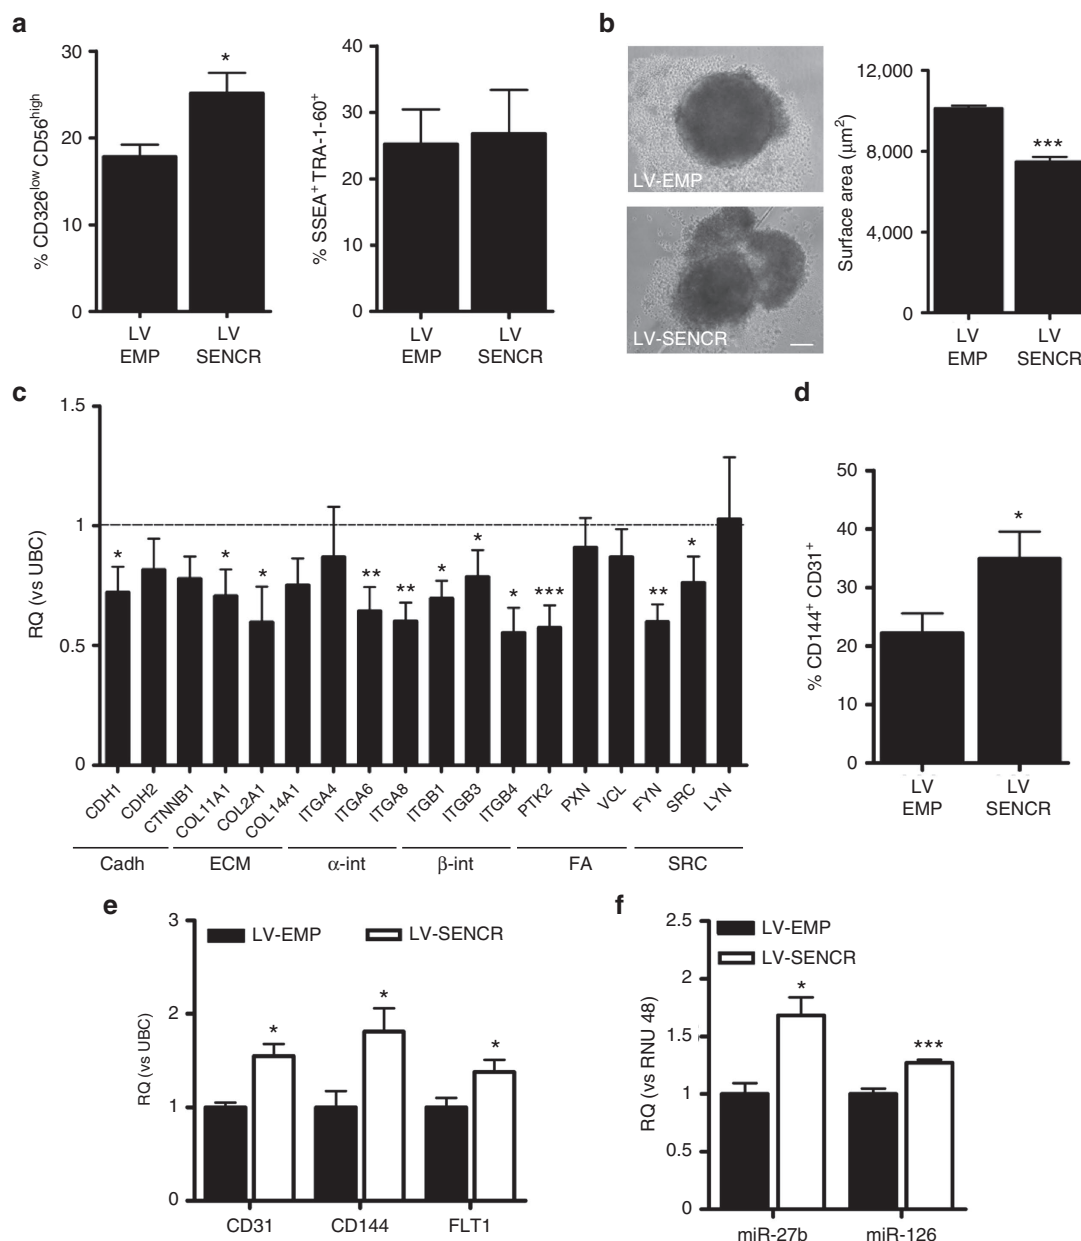 a
% CD326low CD56high
30
20
10
0
*
LV
EMP
LV
SENCR
% SSEA+ TRA-1-60+
40
30
20
10
0
LV
EMP
LV
SENCR
b
LV-EMP
LV-SENCR
Surface area (μm2)
12,000
8,000
4,000
0
***
LV
EMP
LV
SENCR
c
RQ (vs UBC)
1.5
1
0.5
0
* * * ** ** * * * *** ** *
CDH1 CDH2 CTNNB1 COL11A1 COL2A1 COL14A1 ITGA4 ITGA6 ITGA8 ITGB1 ITGB3 ITGB4 PTK2 PXN VCL FYN SRC LYN
Cadh ECM α-int β-int FA SRC
d
% CD144+ CD31+
50
40
30
20
10
0
*
LV
EMP
LV
SENCR
e
RQ (vs UBC)
3
2
1
0
LV-EMP LV-SENCR
* * *
CD31 CD144 FLT1
f
RQ (vs RNU 48)
2.5
2
1.5
1
0.5
0
LV-EMP
LV-SENCR
* ***
miR-27b miR-126